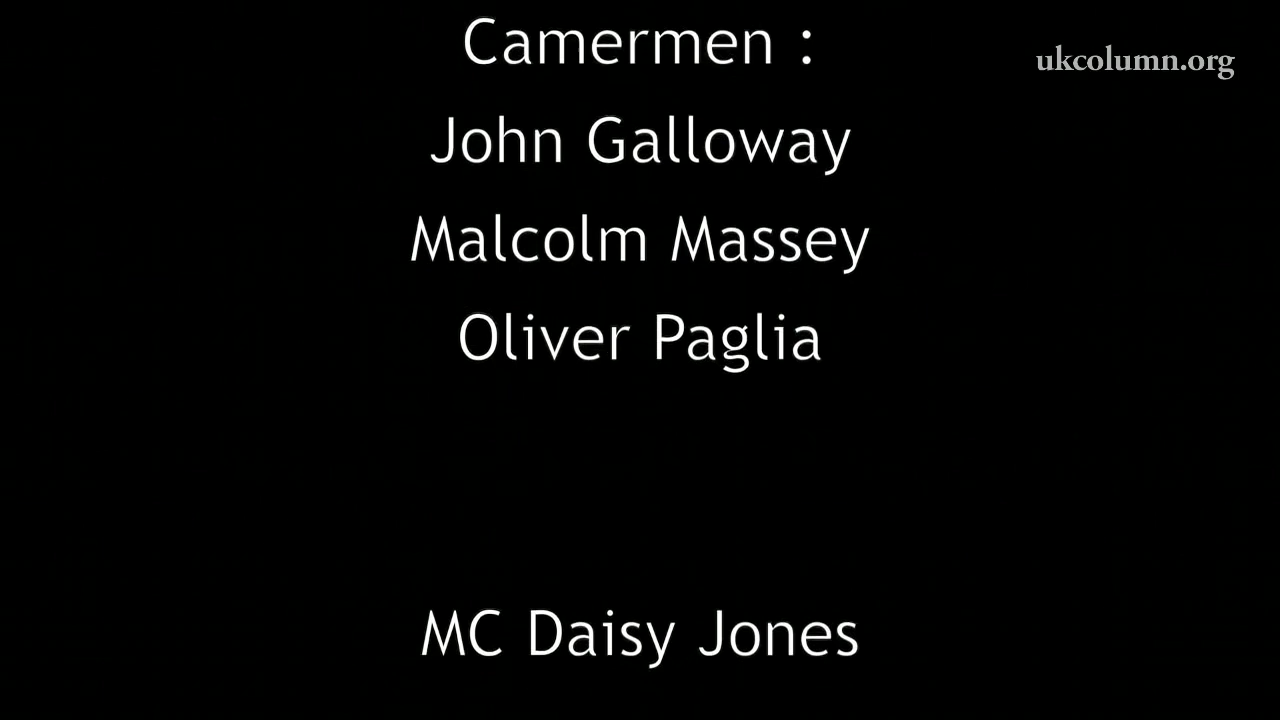 Camermen :
ukcolumn.org
John Galloway
Malcolm Massey
Oliver Paglia
MC Daisy Jones